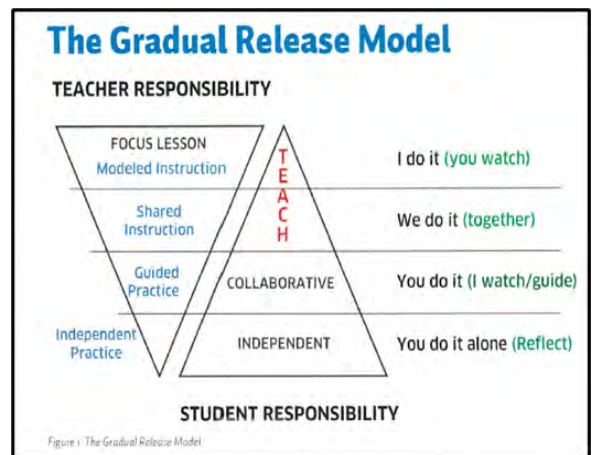 The Gradual Release Model
TEACHER RESPONSIBILITY
FOCUS LESSON
Modeled Instruction
TEACH
I do it (you watch)
Shared
Instruction
We do it (together)
Guided
Practice
COLLABORATIVE
You do it (I watch/guide)
Independent
Practice
INDEPENDENT
You do it alone (Reflect)
STUDENT RESPONSIBILITY
Figure 1 The Gradual Release Model